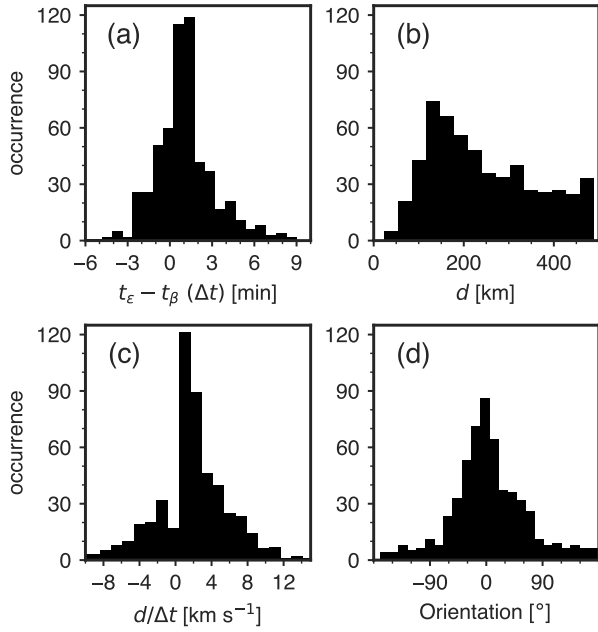 120
90
60
30
0
occurrence
(a)
−6 −3 0 3 6 9
t_ε − t_β (Δt) [min]
120
90
60
30
0
(b)
0 200 400
d [km]
120
90
60
30
0
occurrence
(c)
−8 −4 0 4 8 12
d/Δt [km s⁻¹]
120
90
60
30
0
(d)
−90 0 90
Orientation [°]